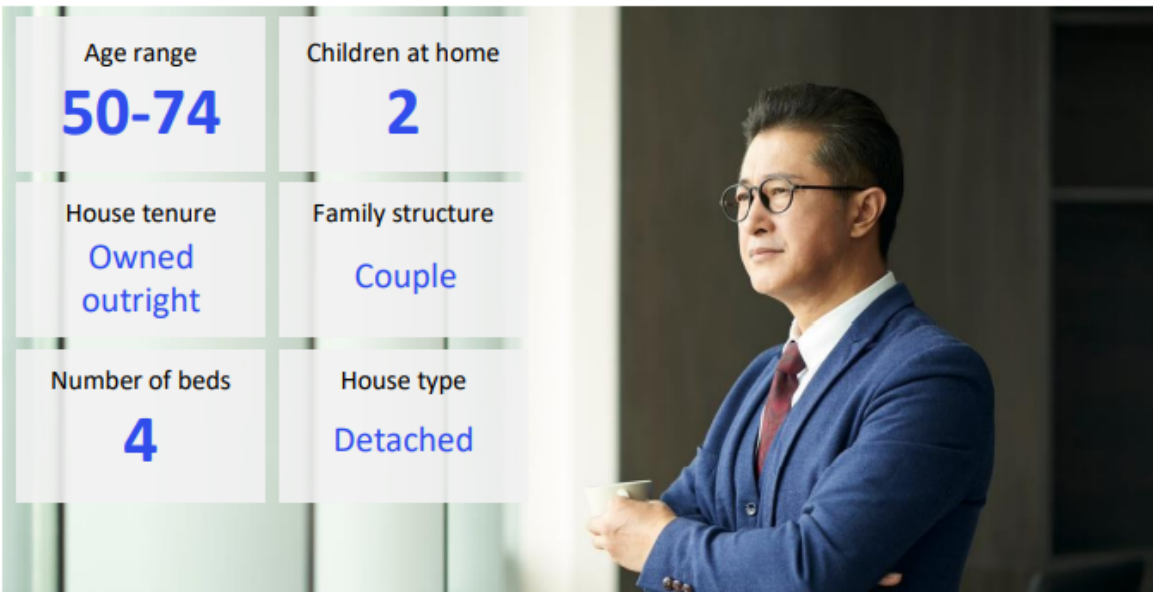 Age range
50-74
Children at home
2
House tenure
Owned
outright
Family structure
Couple
Number of beds
4
House type
Detached